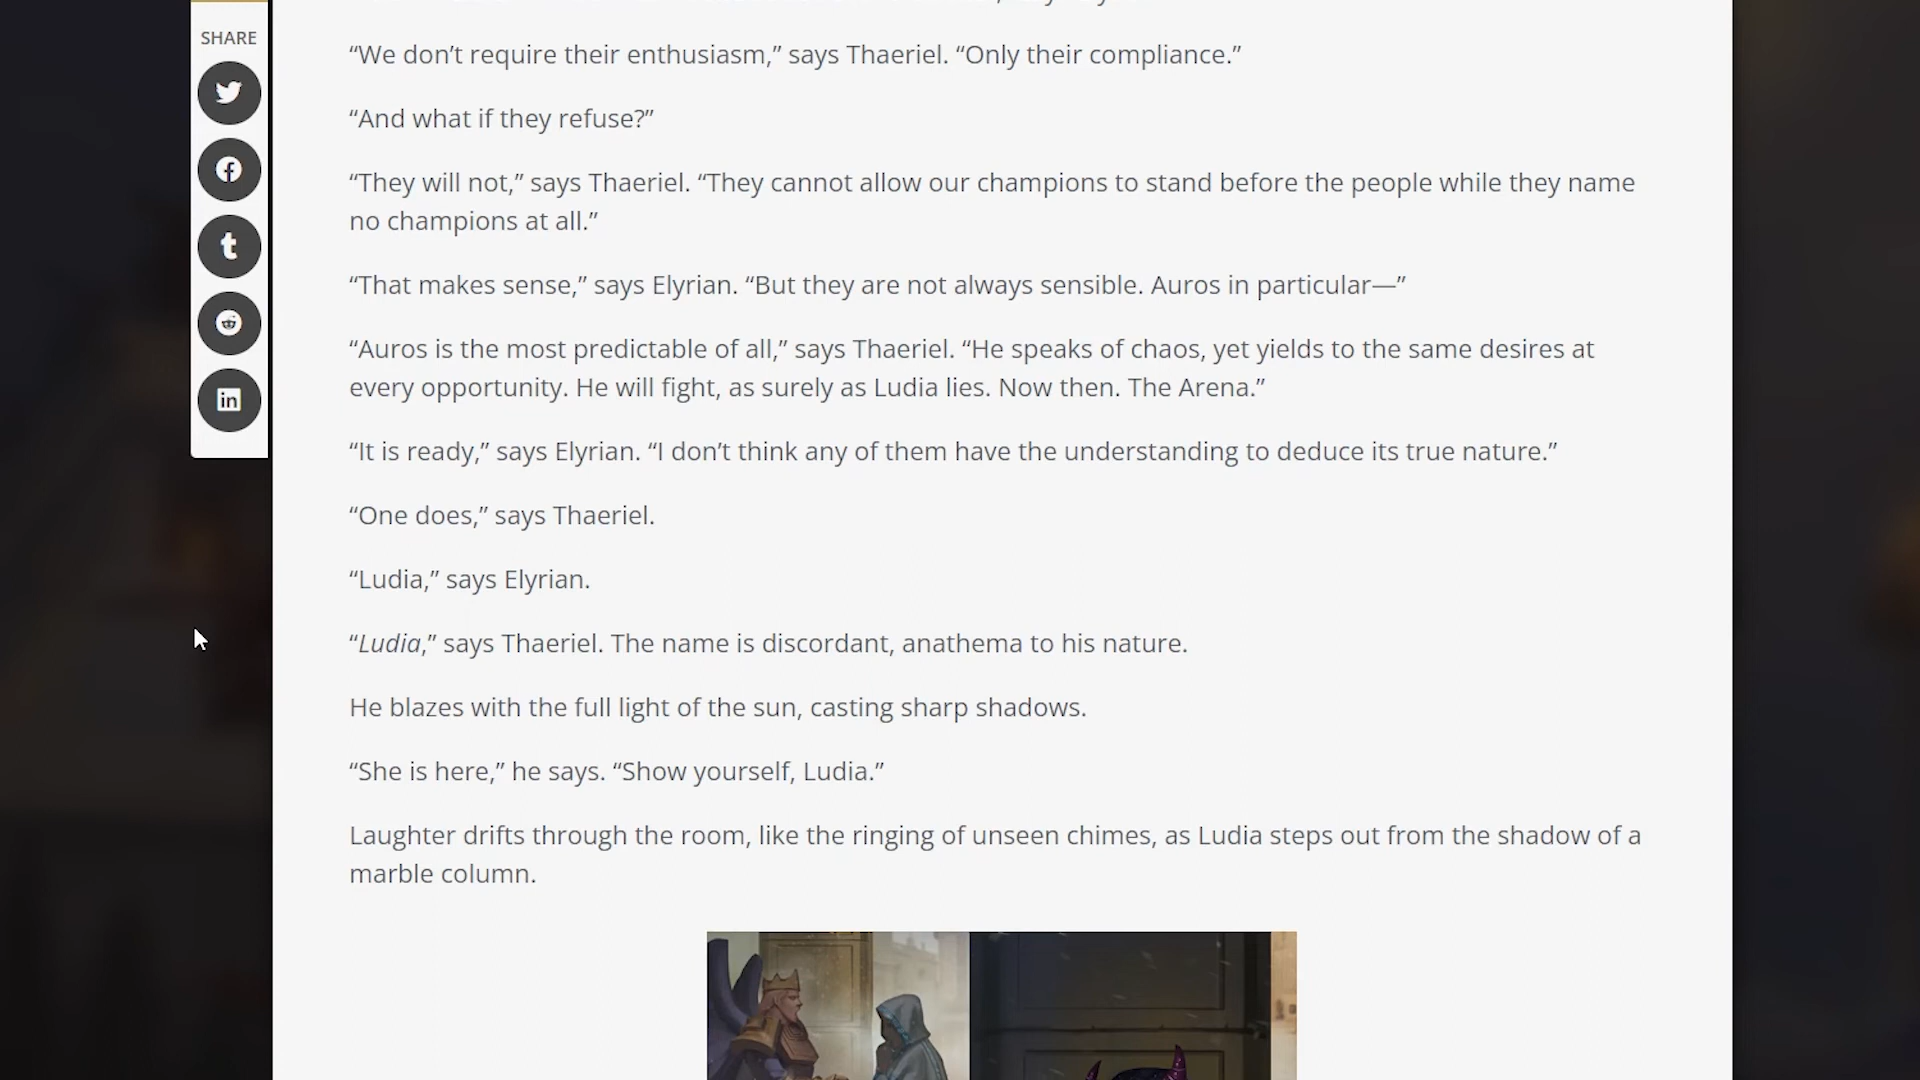 SHARE
“We don’t require their enthusiasm,” says Thaeriel. “Only their compliance.”
“And what if they refuse?”
“They will not,” says Thaeriel. “They cannot allow our champions to stand before the people while they name
no champions at all.”
“That makes sense,” says Elyrian. “But they are not always sensible. Auros in particular—”
“Auros is the most predictable of all,” says Thaeriel. “He speaks of chaos, yet yields to the same desires at
every opportunity. He will fight, as surely as Ludia lies. Now then. The Arena.”
“It is ready,” says Elyrian. “I don’t think any of them have the understanding to deduce its true nature.”
“One does,” says Thaeriel.
“Ludia,” says Elyrian.
“Ludia,” says Thaeriel. The name is discordant, anathema to his nature.
He blazes with the full light of the sun, casting sharp shadows.
“She is here,” he says. “Show yourself, Ludia.”
Laughter drifts through the room, like the ringing of unseen chimes, as Ludia steps out from the shadow of a
marble column.